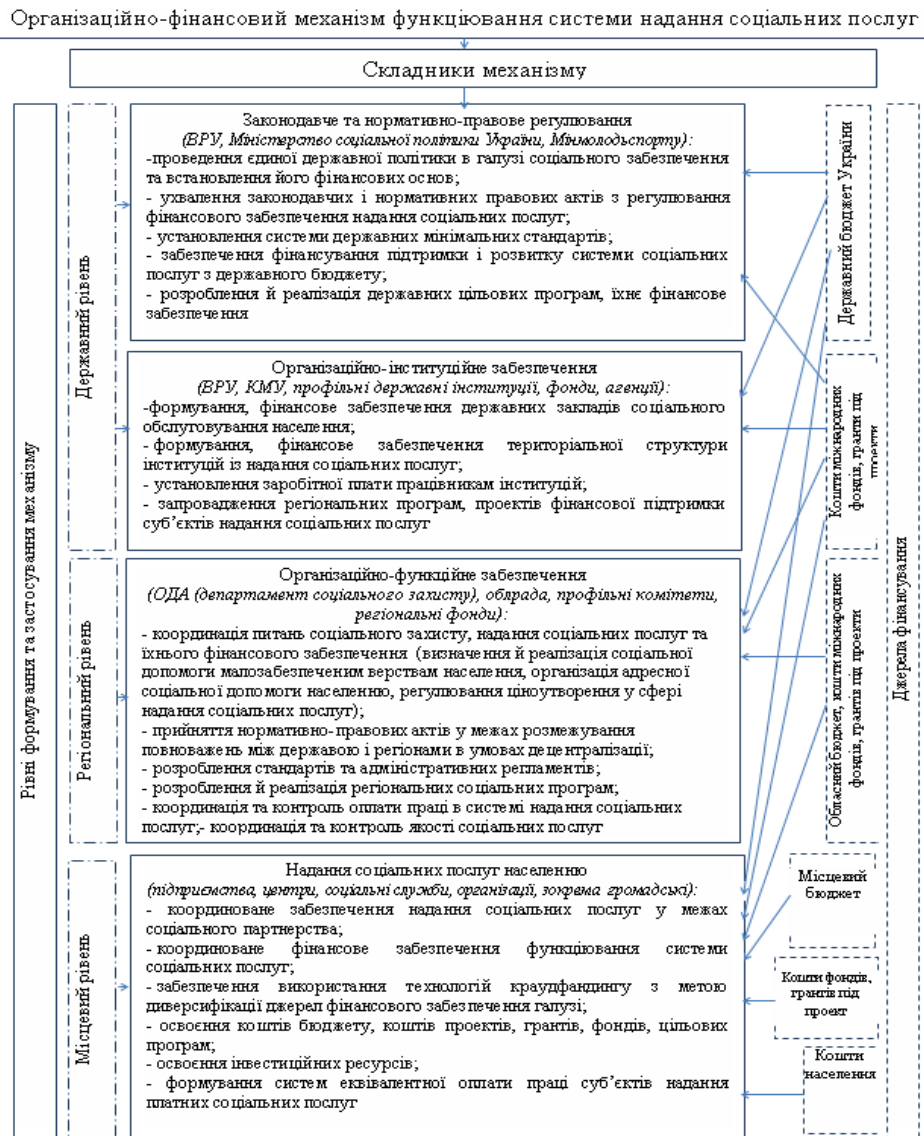 Організаційно-фінансовий механізм функціювання системи надання соціальних послуг
Складники механізму
Рівні формування та застосування механізму
Державний рівень
Законодавче та нормативно-правове регулювання
(ВРУ, Міністерство соціальної політики України, Мінмолодьспорту):
-проведення єдиної державної політики в галузі соціального забезпечення
та встановлення його фінансових основ;
- ухвалення законодавчих і нормативних правових актів з регулювання
фінансового забезпечення надання соціальних послуг;
- установлення системи державних мінімальних стандартів;
- забезпечення фінансування підтримки і розвитку системи соціальних
послуг з державного бюджету;
- розроблення й реалізація державних цільових програм, їхнє фінансове
забезпечення
Організаційно-інституційне забезпечення
(ВРУ, КМУ, профільні державні інституції, фонди, агенції):
-формування, фінансове забезпечення державних закладів соціального
обслуговування населення;
- формування, фінансове забезпечення територіальної структури
інституцій із надання соціальних послуг;
- установлення заробітної плати працівникам інституцій;
- запровадження регіональних програм, проектів фінансової підтримки
суб’єктів надання соціальних послуг
Регіональний рівень
Організаційно-функційне забезпечення
(ОДА (департамент соціального захисту), облрада, профільні комітети,
регіональні фонди):
- координація питань соціального захисту, надання соціальних послуг та
їхнього фінансового забезпечення (визначення й реалізація соціальної
допомоги малозабезпеченим верствам населення, організація адресної
соціальної допомоги населенню, регулювання ціноутворення у сфері
надання соціальних послуг);
- прийняття нормативно-правових актів у межах розмежування
повноважень між державою і регіонами в умовах децентралізації;
- розроблення стандартів та адміністративних регламентів;
- розроблення й реалізація регіональних соціальних програм;
- координація та контроль оплати праці в системі надання соціальних
послуг;- координація та контроль якості соціальних послуг
Місцевий рівень
Надання соціальних послуг населенню
(підприємства, центри, соціальні служби, організації, зокрема громадські):
- координоване забезпечення надання соціальних послуг у межах
соціального партнерства;
- координоване фінансове забезпечення функціювання системи
соціальних послуг;
- забезпечення використання технологій краудфандингу з метою
диверсифікації джерел фінансового забезпечення галузі;
- освоєння коштів бюджету, коштів проектів, грантів, фондів, цільових
програм;
- освоєння інвестиційних ресурсів;
- формування систем еквівалентної оплати праці суб’єктів надання
платних соціальних послуг
Державний бюджет України
Кошти міжнародних
фондів, гранти під
проекти
Обласний бюджет, кошти міжнародних
фондів, грантів під проекти
Місцевий
бюджет
Кошти фондів,
грантів під
проект
Кошти
населення
Джерела фінансування